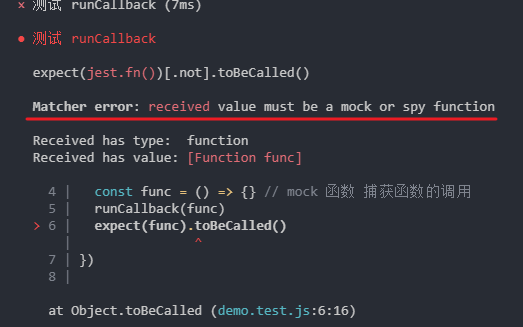 × 测试 runCallback (7ms)
● 测试 runCallback
expect(jest.fn())[.not].toBeCalled()
Matcher error: received value must be a mock or spy function
Received has type:  function
Received has value: [Function func]
4 |   const func = () => {} // mock 函数 捕获函数的调用
5 |   runCallback(func)
> 6 |   expect(func).toBeCalled()
|                ^
7 | })
8 |
at Object.toBeCalled (demo.test.js:6:16)